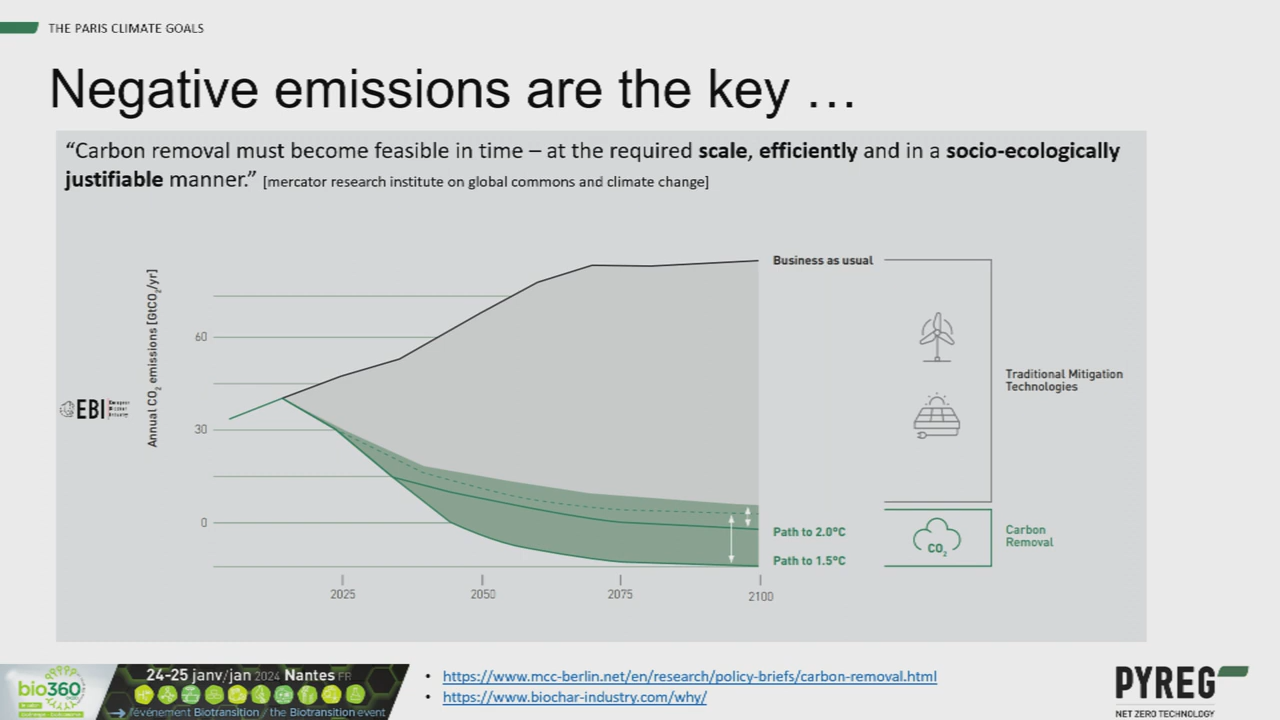 THE PARIS CLIMATE GOALS
Negative emissions are the key …
“Carbon removal must become feasible in time – at the required scale, efficiently and in a socio-ecologically
justifiable manner.” [mercator research institute on global commons and climate change]
Annual CO2 emissions [GtCO2/yr]
60
30
0
2025
2050
2075
2100
Business as usual
Path to 2.0°C
Path to 1.5°C
Traditional Mitigation
Technologies
CO2
Carbon
Removal
EBI
bio360
24-25 janv/jan 2024 Nantes FR
l'événement Biotransition / the Biotransition event
• https://www.mcc-berlin.net/en/research/policy-briefs/carbon-removal.html
• https://www.biochar-industry.com/why/
PYREG
NET ZERO TECHNOLOGY